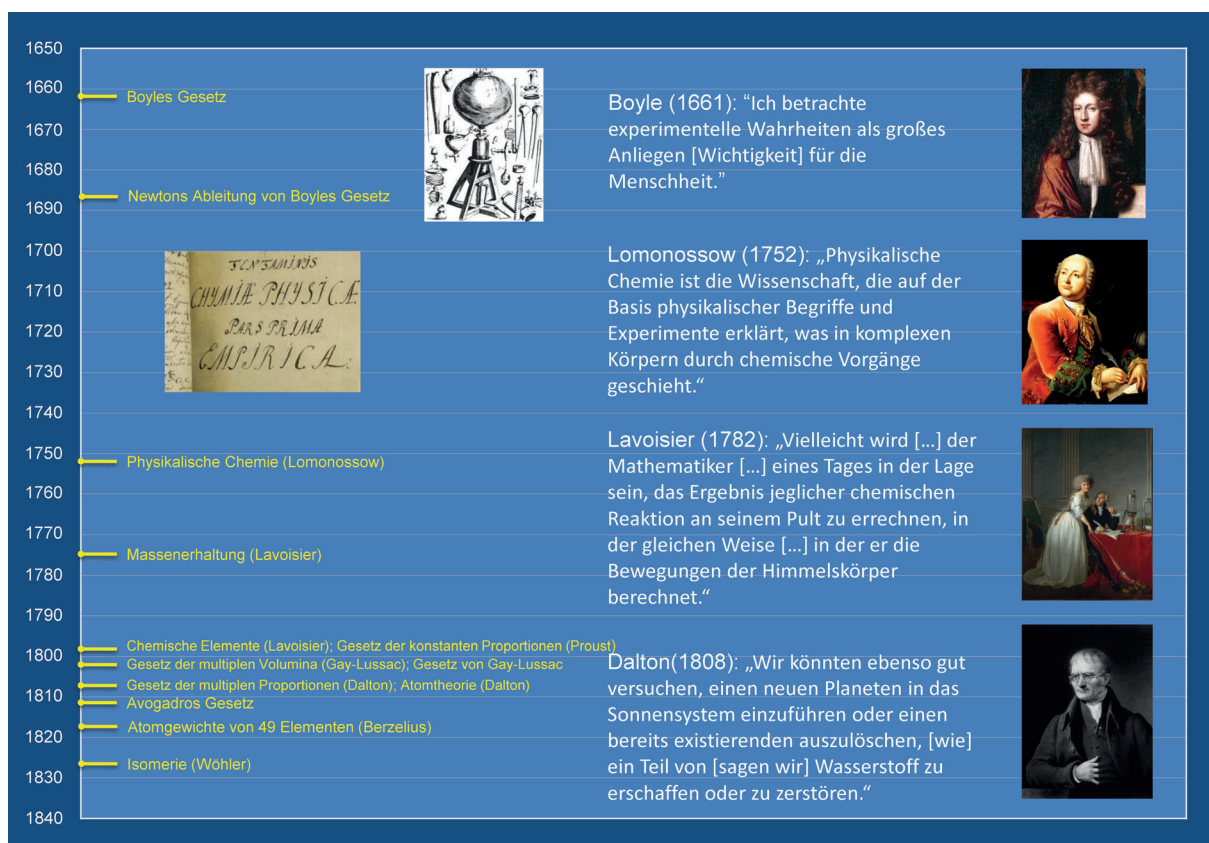 1650
1660
1670
1680
1690
1700
1710
1720
1730
1740
1750
1760
1770
1780
1790
1800
1810
1820
1830
1840
Boyles Gesetz
Newtons Ableitung von Boyles Gesetz
TENTAMINIS
CHYMIÆ PHYSICÆ
PARS PRIMA
EMPIRICA.
Physikalische Chemie (Lomonossow)
Massenerhaltung (Lavoisier)
Chemische Elemente (Lavoisier); Gesetz der konstanten Proportionen (Proust)
Gesetz der multiplen Volumina (Gay-Lussac); Gesetz von Gay-Lussac
Gesetz der multiplen Proportionen (Dalton); Atomtheorie (Dalton)
Avogadros Gesetz
Atomgewichte von 49 Elementen (Berzelius)
Isomerie (Wöhler)
Boyle (1661): “Ich betrachte
experimentelle Wahrheiten als großes
Anliegen [Wichtigkeit] für die
Menschheit.”
Lomonossow (1752): „Physikalische
Chemie ist die Wissenschaft, die auf der
Basis physikalischer Begriffe und
Experimente erklärt, was in komplexen
Körpern durch chemische Vorgänge
geschieht.“
Lavoisier (1782): „Vielleicht wird [...] der
Mathematiker [...] eines Tages in der Lage
sein, das Ergebnis jeglicher chemischen
Reaktion an seinem Pult zu errechnen, in
der gleichen Weise [...] in der er die
Bewegungen der Himmelskörper
berechnet.“
Dalton(1808): „Wir könnten ebenso gut
versuchen, einen neuen Planeten in das
Sonnensystem einzuführen oder einen
bereits existierenden auszulöschen, [wie]
ein Teil von [sagen wir] Wasserstoff zu
erschaffen oder zu zerstören.“